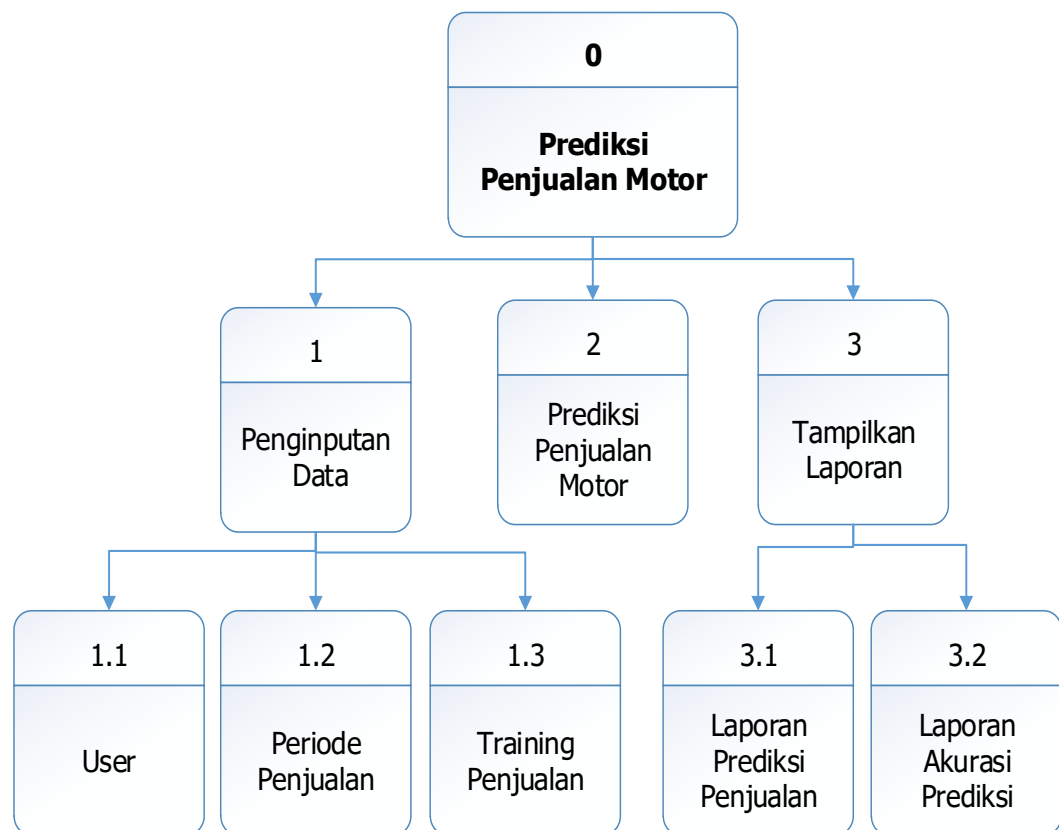 0
Prediksi
Penjualan Motor
1
Penginputan
Data
2
Prediksi
Penjualan
Motor
3
Tampilkan
Laporan
1.1
User
1.2
Periode
Penjualan
1.3
Training
Penjualan
3.1
Laporan
Prediksi
Penjualan
3.2
Laporan
Akurasi
Prediksi